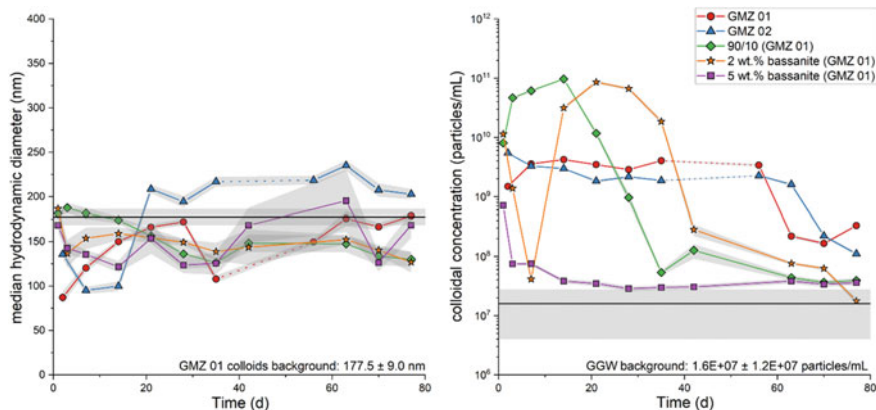 median hydrodynamic diameter (nm)
400
350
300
250
200
150
100
50
0
GMZ 01 colloids background: 177.5 ± 9.0 nm
0
20
40
60
80
Time (d)
colloidal concentration (particles/mL)
10¹²
10¹¹
10¹⁰
10⁹
10⁸
10⁷
10⁶
GMZ 01
GMZ 02
90/10 (GMZ 01)
2 wt.% bassanite (GMZ 01)
5 wt.% bassanite (GMZ 01)
GGW background: 1.6E+07 ± 1.2E+07 particles/mL
0
20
40
60
80
Time (d)